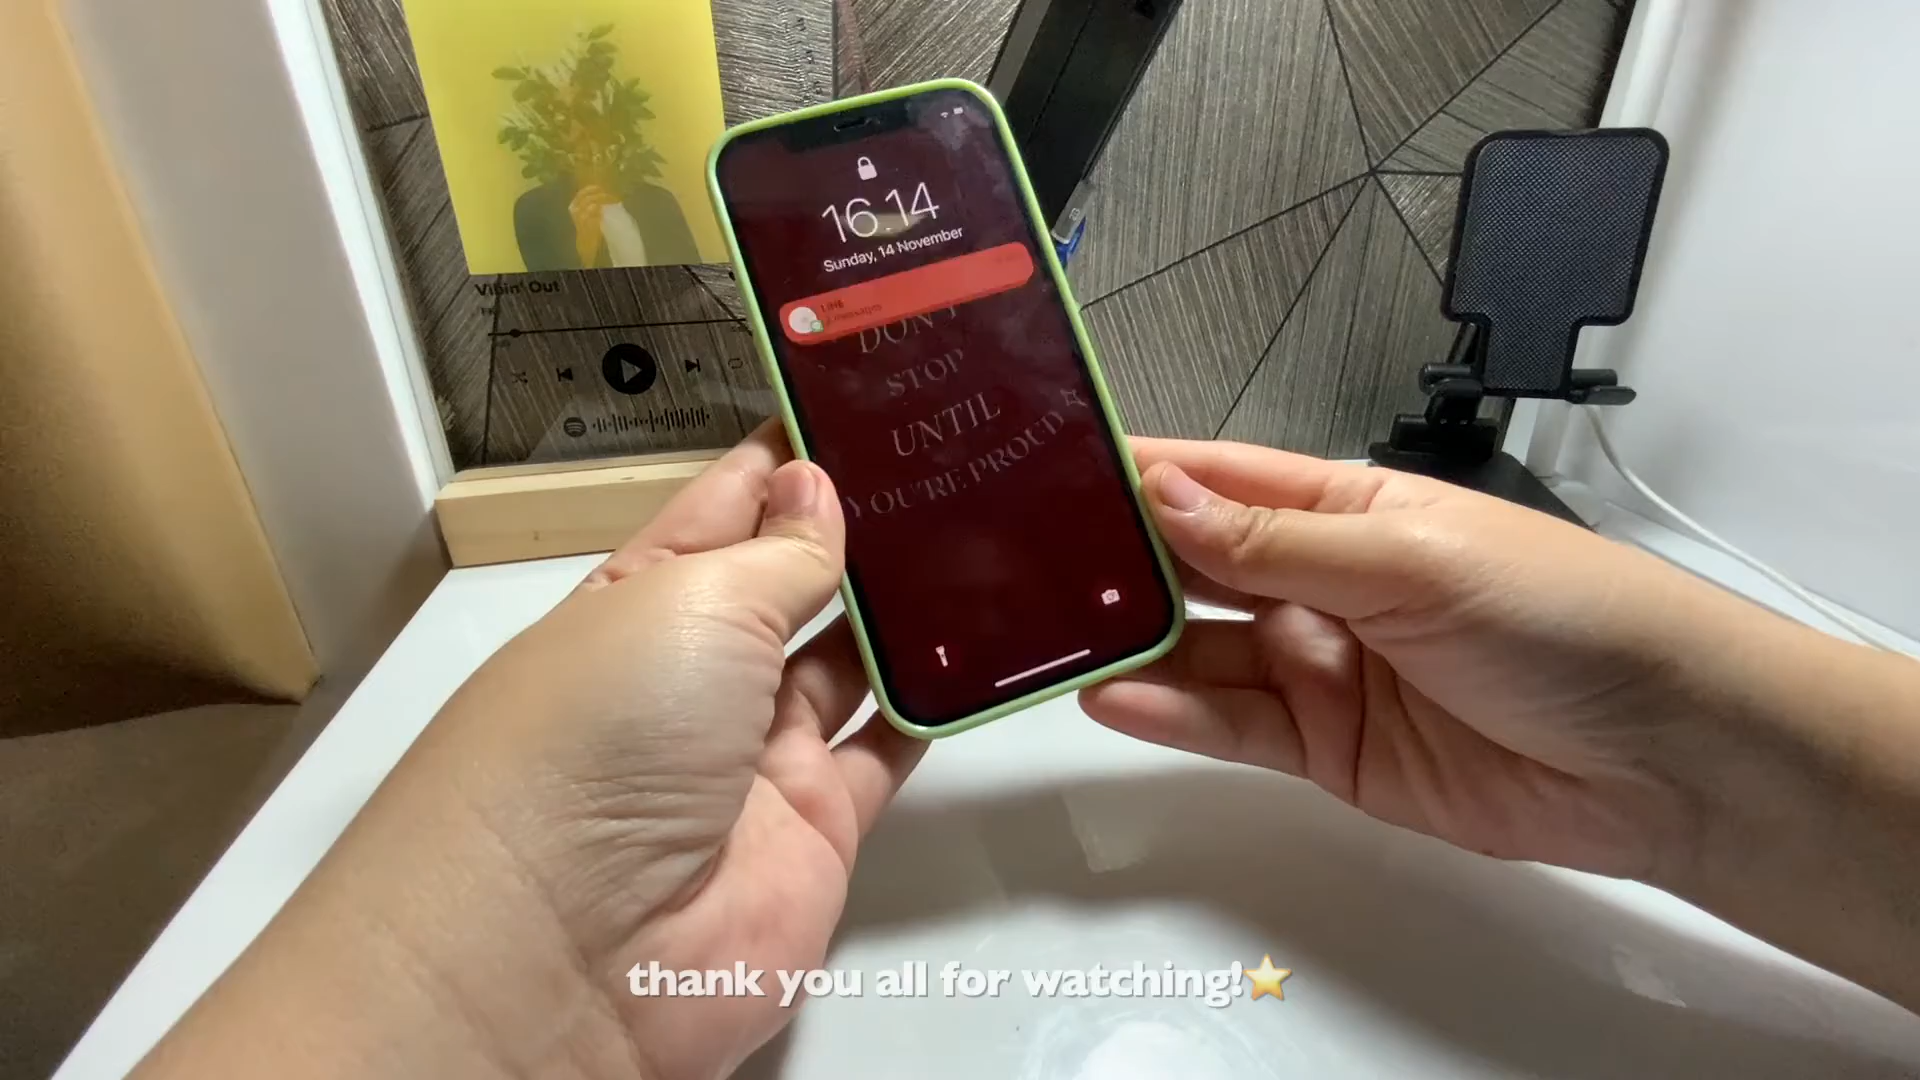 16:14
Sunday, 14 November
LINE
DON'T
STOP
UNTIL
YOU'RE PROUD
Vibin' Out
thank you all for watching!⭐